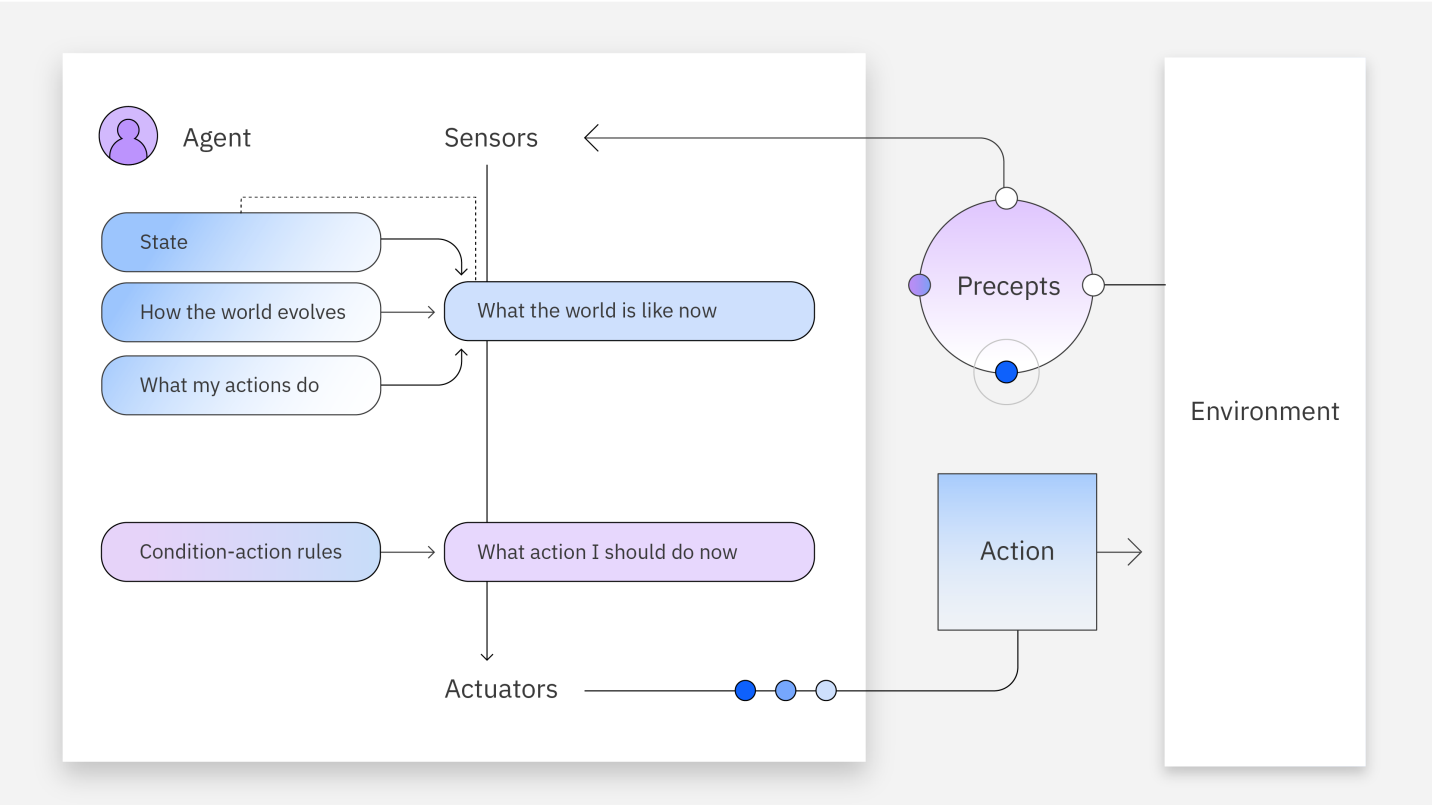 Agent
Sensors
State
How the world evolves
What the world is like now
What my actions do
Condition-action rules
What action I should do now
Actuators
Precepts
Action
Environment